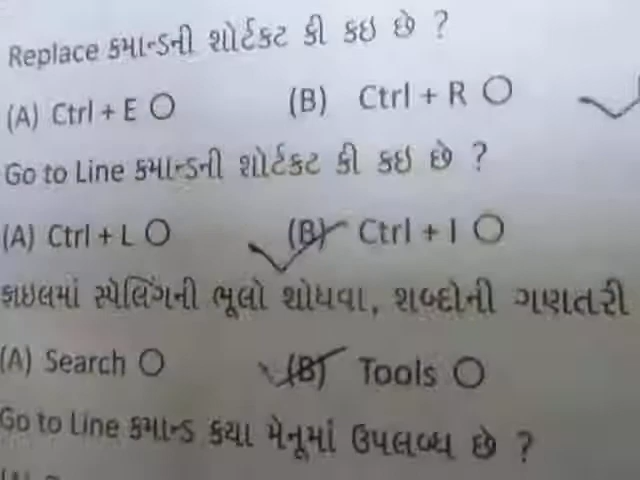 Replace કમાન્ડની શોર્ટકટ કી કઇ છે ?
(A) Ctrl + E (B) Ctrl + R
Go to Line કમાન્ડની શોર્ટકટ કી કઇ છે ?
(A) Ctrl + L (B) Ctrl + I
ફાઇલમાં સ્પેલિંગની ભૂલો શોધવા, શબ્દોની ગણતરી
(A) Search (B) Tools
Go to Line કમાન્ડ કયા મેનૂમાં ઉપલબ્ધ છે ?